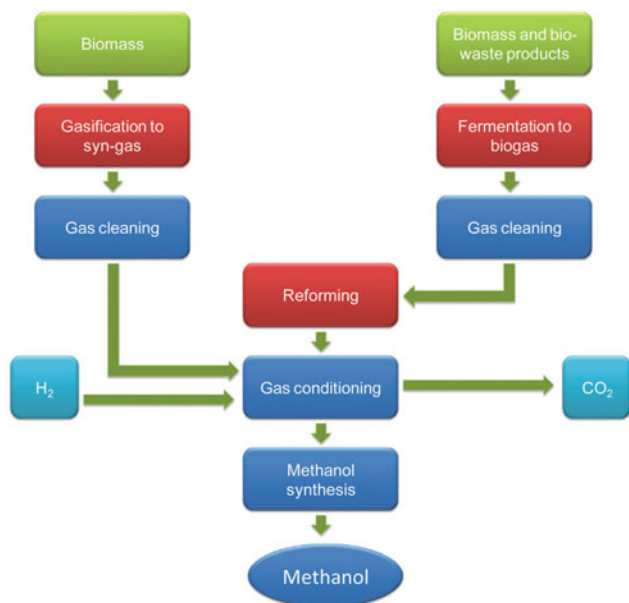 Biomass
Biomass and bio-
waste products
Gasification to
syn-gas
Fermentation to
biogas
Gas cleaning
Gas cleaning
Reforming
H₂
Gas conditioning
CO₂
Methanol
synthesis
Methanol